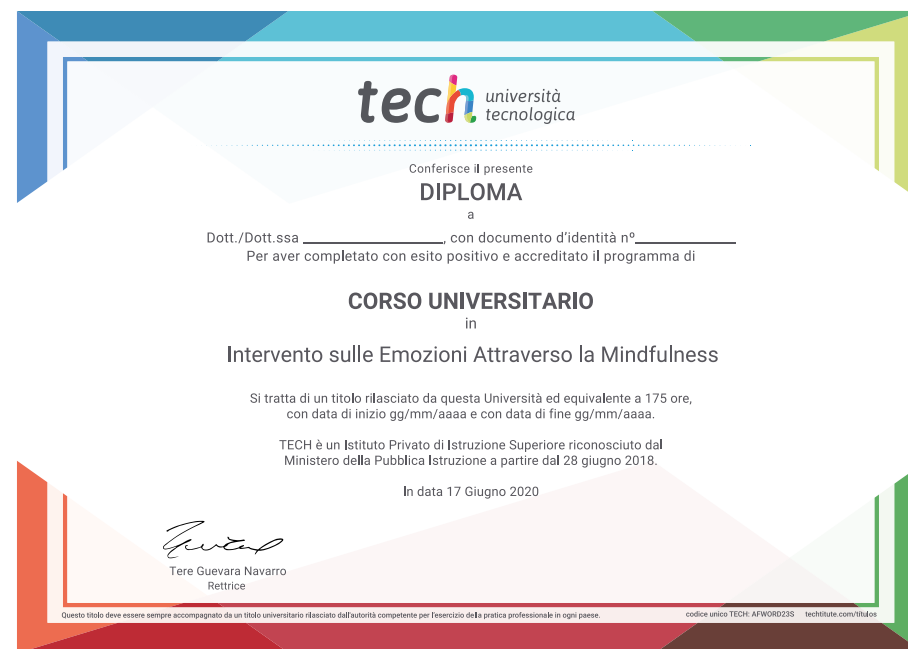 tech università
tecnologica
Conferisce il presente
DIPLOMA
a
Dott./Dott.ssa ____________________, con documento d'identità nº______________
Per aver completato con esito positivo e accreditato il programma di
CORSO UNIVERSITARIO
in
Intervento sulle Emozioni Attraverso la Mindfulness
Si tratta di un titolo rilasciato da questa Università ed equivalente a 175 ore,
con data di inizio gg/mm/aaaa e con data di fine gg/mm/aaaa.
TECH è un Istituto Privato di Istruzione Superiore riconosciuto dal
Ministero della Pubblica Istruzione a partire dal 28 giugno 2018.
In data 17 Giugno 2020
Tere Guevara Navarro
Rettrice
Questo titolo deve essere sempre accompagnato da un titolo universitario rilasciato dall'autorità competente per l'esercizio della pratica professionale in ogni paese. codice unico TECH: AFWORD23S techtitute.com/títulos